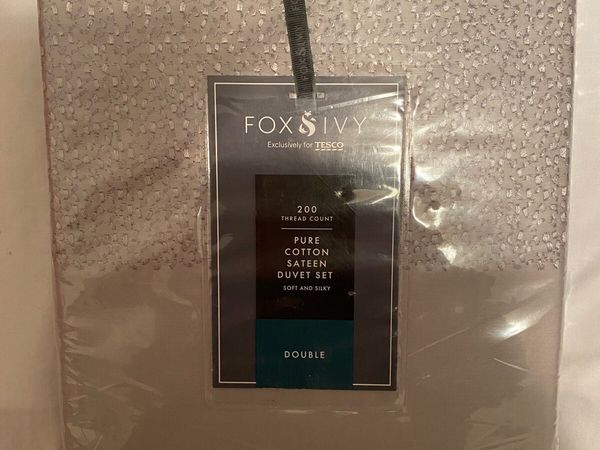 FOX & IVY
Exclusively for TESCO
200
THREAD COUNT
PURE
COTTON
SATEEN
DUVET SET
SOFT AND SILKY
DOUBLE